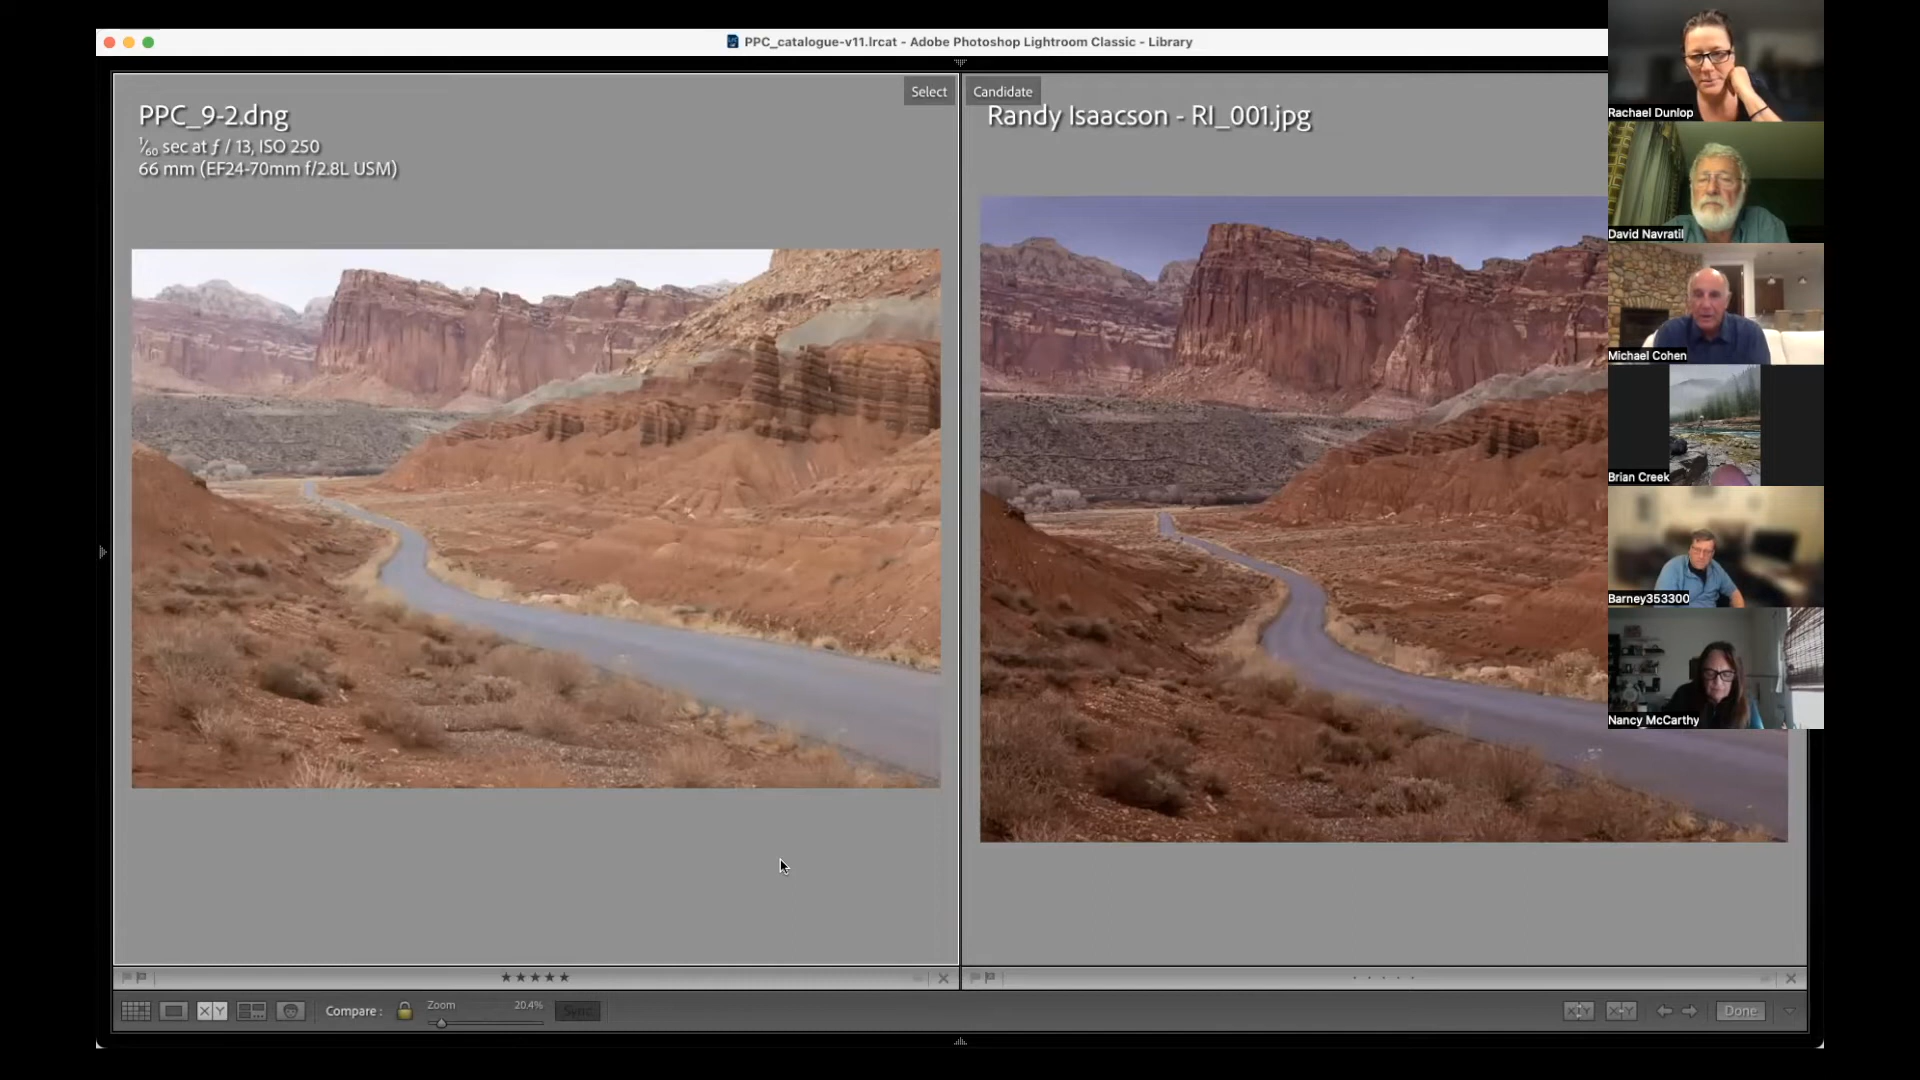 PPC_catalogue-v11.lrcat - Adobe Photoshop Lightroom Classic - Library
Select
PPC_9-2.dng
1/60 sec at ƒ / 13, ISO 250
66 mm (EF24-70mm f/2.8L USM)
Candidate
Randy Isaacson - RI_001.jpg
Rachael Dunlop
David Navratil
Michael Cohen
Brian Creek
Barney353300
Nancy McCarthy
XY
Compare :
Zoom
20.4%
Sync
X Y
X Y
Done